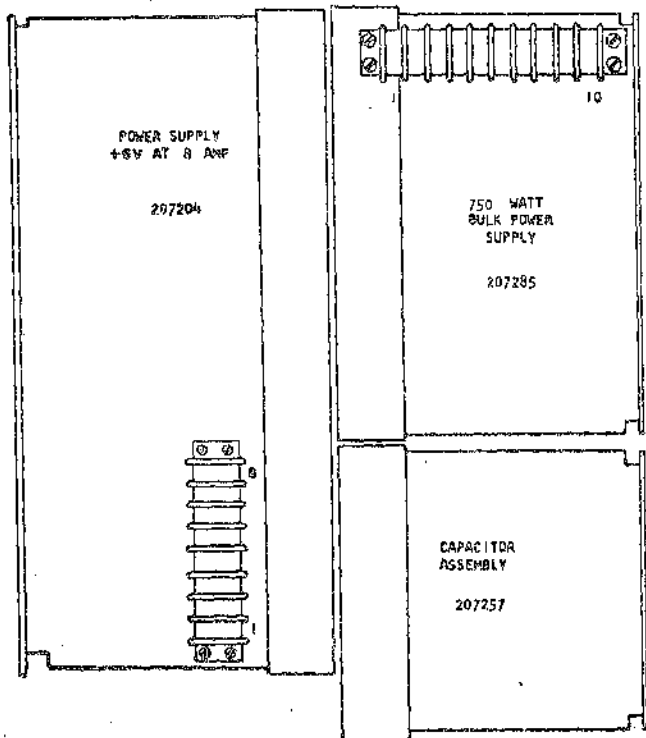 POWER SUPPLY
+6V AT 8 AMP
207204
8
1
1
10
750 WATT
BULK POWER
SUPPLY
207285
CAPACITOR
ASSEMBLY
207257